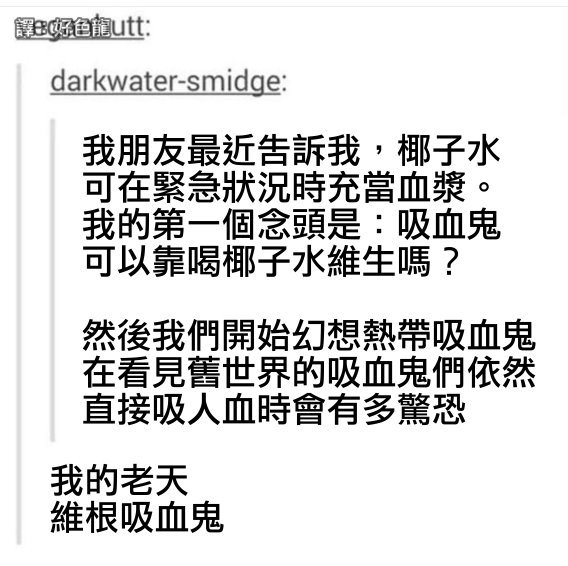 譯：好色龍
utt:
darkwater-smidge:
我朋友最近告訴我，椰子水
可在緊急狀況時充當血漿。
我的第一個念頭是：吸血鬼
可以靠喝椰子水維生嗎？
然後我們開始幻想熱帶吸血鬼
在看見舊世界的吸血鬼們依然
直接吸人血時會有多驚恐
我的老天
維根吸血鬼